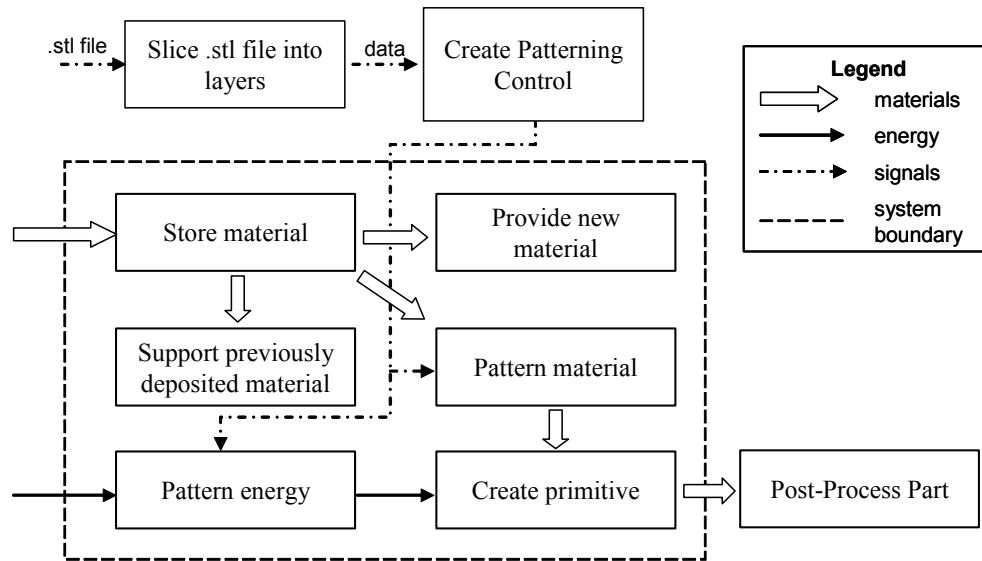 .stl file
Slice .stl file into
layers
data
Create Patterning
Control
Legend
materials
energy
signals
system
boundary
Store material
Provide new
material
Support previously
deposited material
Pattern material
Pattern energy
Create primitive
Post-Process Part